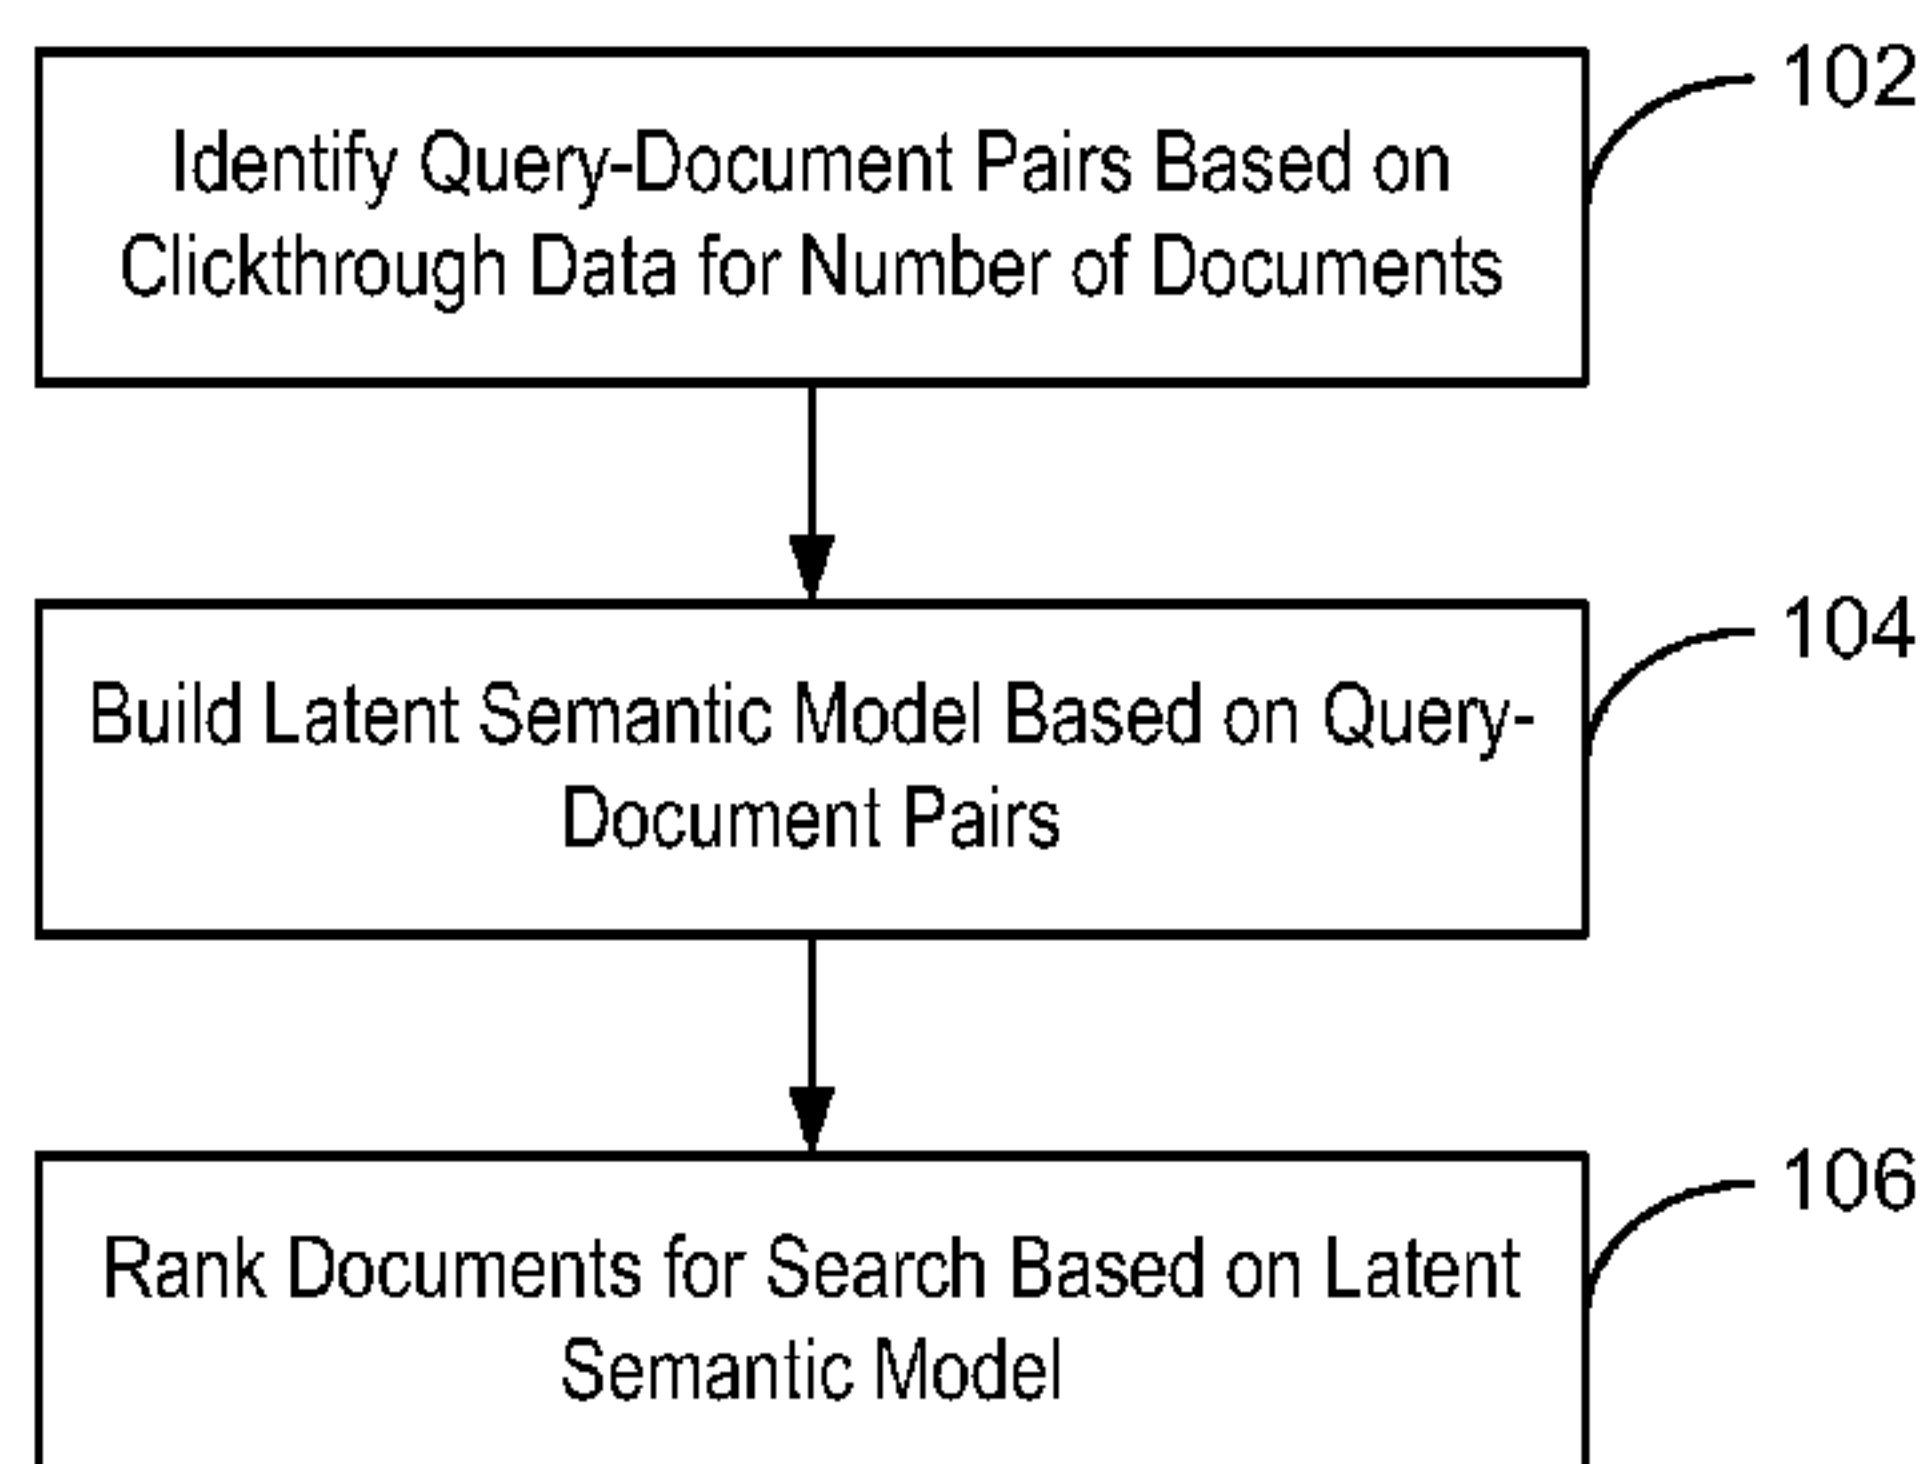 102
Identify Query-Document Pairs Based on
Clickthrough Data for Number of Documents
104
Build Latent Semantic Model Based on Query-
Document Pairs
106
Rank Documents for Search Based on Latent
Semantic Model